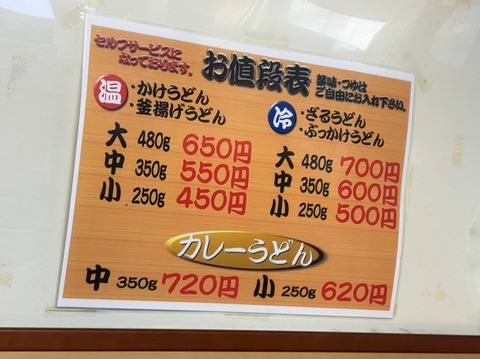 セルフサービスに
なっております。
お値段表
薬味・つゆは
ご自由にお入れ下さい。
温
・かけうどん
・釜揚げうどん
大 480g 650円
中 350g 550円
小 250g 450円
冷
・ざるうどん
・ぶっかけうどん
大 480g 700円
中 350g 600円
小 250g 500円
カレーうどん
中 350g 720円 小 250g 620円